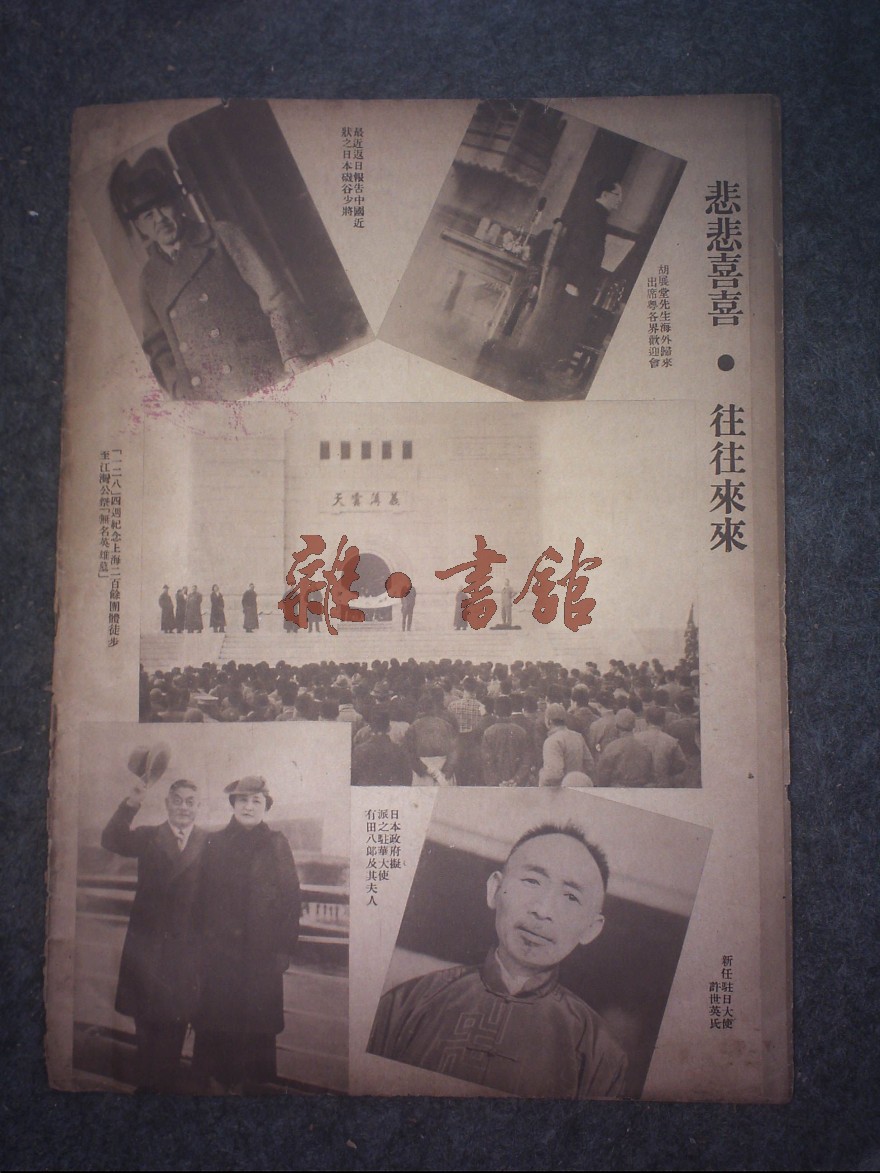 悲悲喜喜 ● 往往來來
胡展堂先生海外歸來
出席粵各界歡迎會
最近返日報告中國近
狀之日本磯谷少將
天雲薄義
雜·書館
「一二八」四週紀念上海二百餘團體徒步
至江灣公祭「無名英雄墓」
日本政府擬
派之駐華大使
有田八郎及其夫人
新任駐日大使
許世英氏